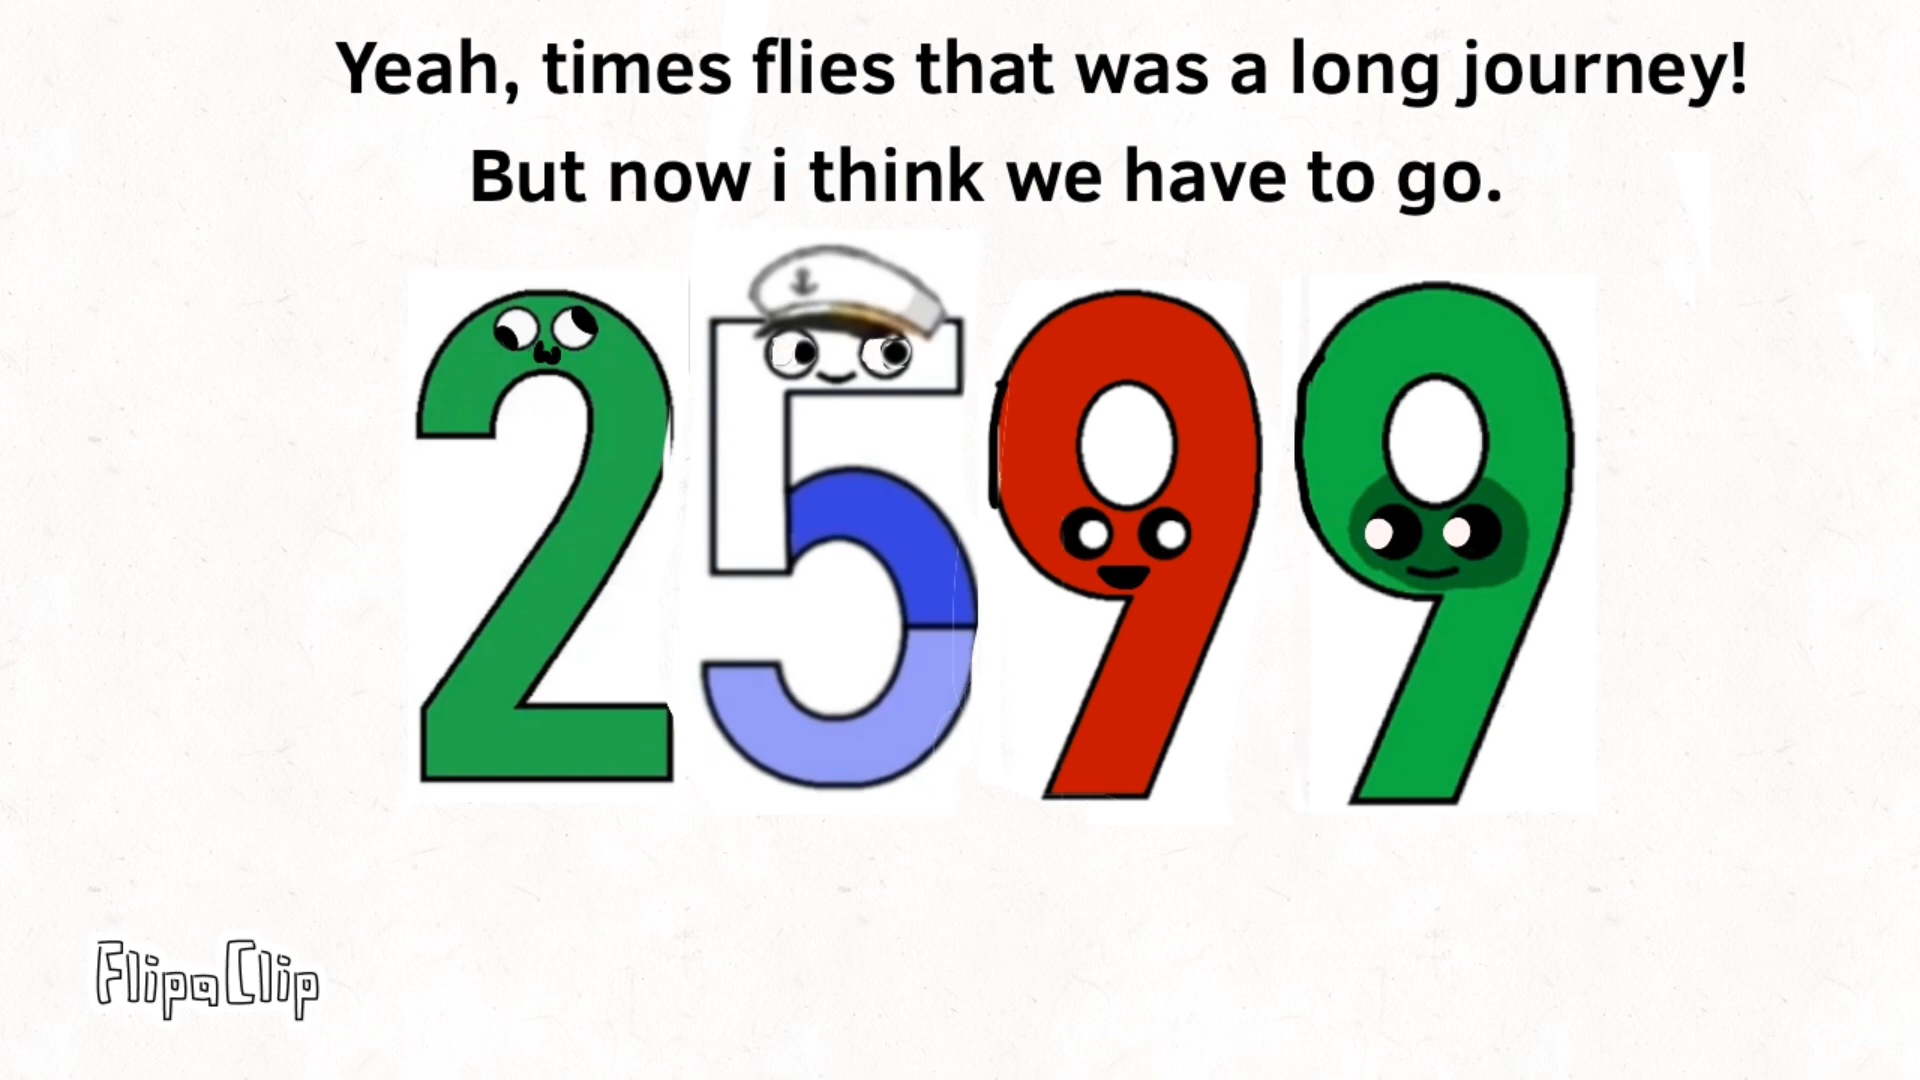 Yeah, times flies that was a long journey!
But now i think we have to go.
2599
FlipaClip